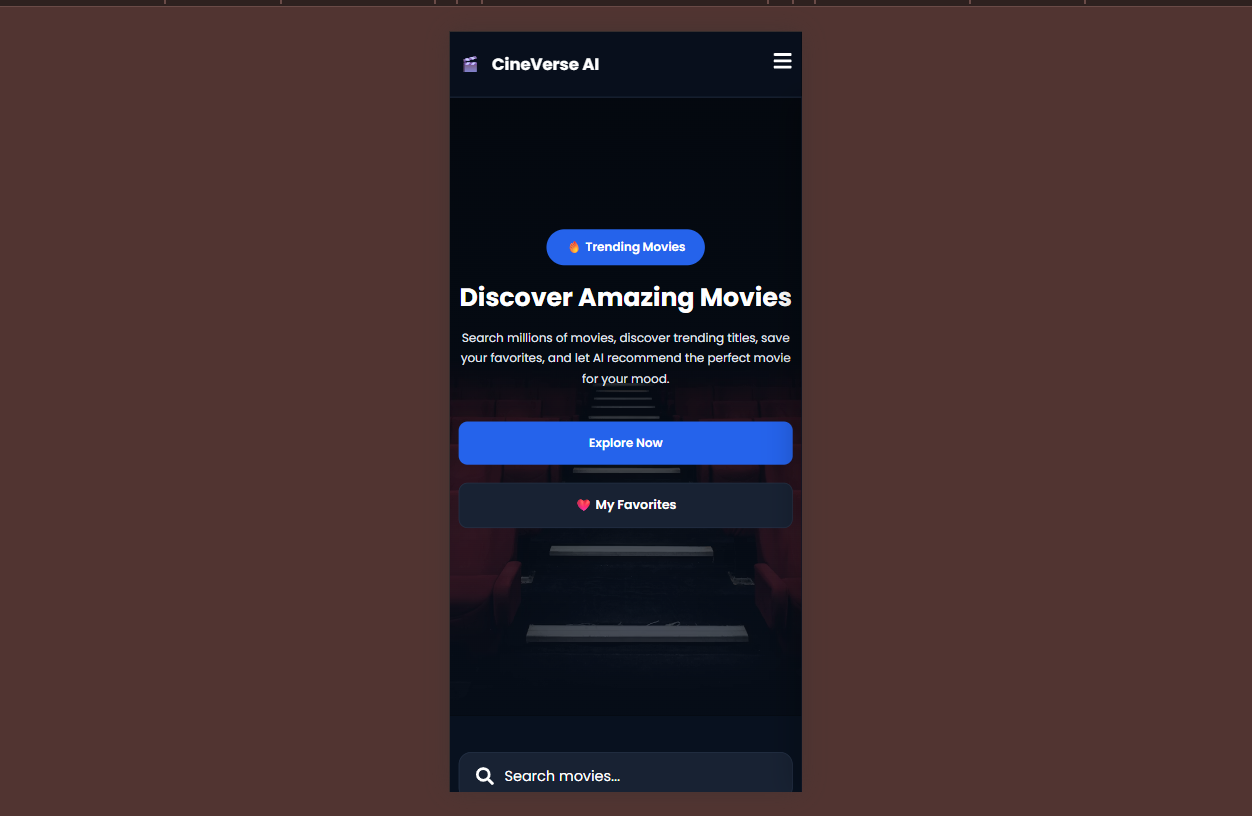 CineVerse AI
🔥 Trending Movies
Discover Amazing Movies
Search millions of movies, discover trending titles, save
your favorites, and let AI recommend the perfect movie
for your mood.
Explore Now
❤️ My Favorites
Search movies...